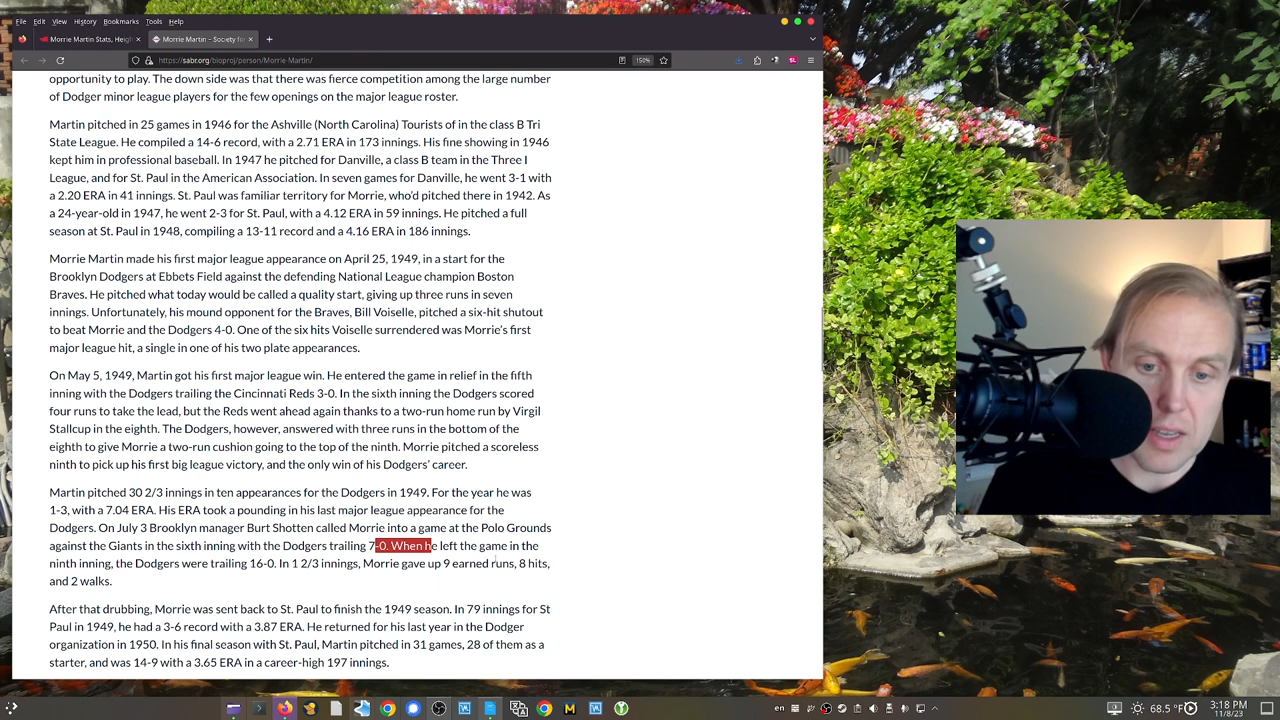 File Edit View History Bookmarks Tools Help
Morrie Martin Stats, Heigh
Morrie Martin – Society for
https://sabr.org/bioproj/person/Morrie-Martin/
150%
opportunity to play. The down side was that there was fierce competition among the large number
of Dodger minor league players for the few openings on the major league roster.
Martin pitched in 25 games in 1946 for the Ashville (North Carolina) Tourists of in the class B Tri
State League. He compiled a 14-6 record, with a 2.71 ERA in 173 innings. His fine showing in 1946
kept him in professional baseball. In 1947 he pitched for Danville, a class B team in the Three I
League, and for St. Paul in the American Association. In seven games for Danville, he went 3-1 with
a 2.20 ERA in 41 innings. St. Paul was familiar territory for Morrie, who'd pitched there in 1942. As
a 24-year-old in 1947, he went 2-3 for St. Paul, with a 4.12 ERA in 59 innings. He pitched a full
season at St. Paul in 1948, compiling a 13-11 record and a 4.16 ERA in 186 innings.
Morrie Martin made his first major league appearance on April 25, 1949, in a start for the
Brooklyn Dodgers at Ebbets Field against the defending National League champion Boston
Braves. He pitched what today would be called a quality start, giving up three runs in seven
innings. Unfortunately, his mound opponent for the Braves, Bill Voiselle, pitched a six-hit shutout
to beat Morrie and the Dodgers 4-0. One of the six hits Voiselle surrendered was Morrie's first
major league hit, a single in one of his two plate appearances.
On May 5, 1949, Martin got his first major league win. He entered the game in relief in the fifth
inning with the Dodgers trailing the Cincinnati Reds 3-0. In the sixth inning the Dodgers scored
four runs to take the lead, but the Reds went ahead again thanks to a two-run home run by Virgil
Stallcup in the eighth. The Dodgers, however, answered with three runs in the bottom of the
eighth to give Morrie a two-run cushion going to the top of the ninth. Morrie pitched a scoreless
ninth to pick up his first big league victory, and the only win of his Dodgers' career.
Martin pitched 30 2/3 innings in ten appearances for the Dodgers in 1949. For the year he was
1-3, with a 7.04 ERA. His ERA took a pounding in his last major league appearance for the
Dodgers. On July 3 Brooklyn manager Burt Shotten called Morrie into a game at the Polo Grounds
against the Giants in the sixth inning with the Dodgers trailing 7-0. When he left the game in the
ninth inning, the Dodgers were trailing 16-0. In 1 2/3 innings, Morrie gave up 9 earned runs, 8 hits,
and 2 walks.
After that drubbing, Morrie was sent back to St. Paul to finish the 1949 season. In 79 innings for St
Paul in 1949, he had a 3-6 record with a 3.87 ERA. He returned for his last year in the Dodger
organization in 1950. In his final season with St. Paul, Martin pitched in 31 games, 28 of them as a
starter, and was 14-9 with a 3.65 ERA in a career-high 197 innings.
en
68.5°F
3:18 PM
11/8/23